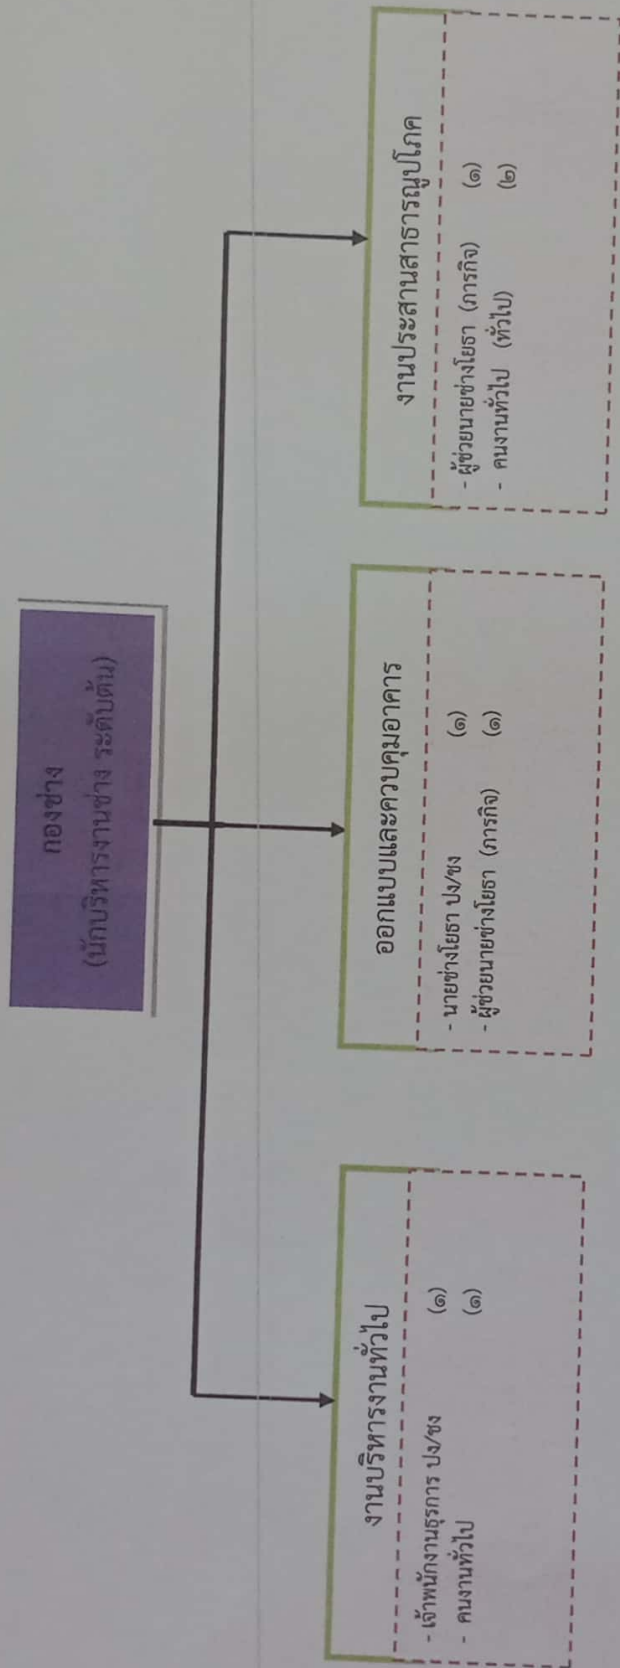 กองช่าง
(นักบริหารงานช่าง ระดับต้น)
งานบริหารงานทั่วไป
- เจ้าพนักงานธุรการ ปง/ชง (๑)
- คนงานทั่วไป (๑)
ออกแบบและควบคุมอาคาร
- นายช่างโยธา ปง/ชง (๑)
- ผู้ช่วยนายช่างโยธา (ภารกิจ) (๑)
งานประสานสาธารณูปโภค
- ผู้ช่วยนายช่างโยธา (ภารกิจ) (๑)
- คนงานทั่วไป (ทั่วไป) (๒)